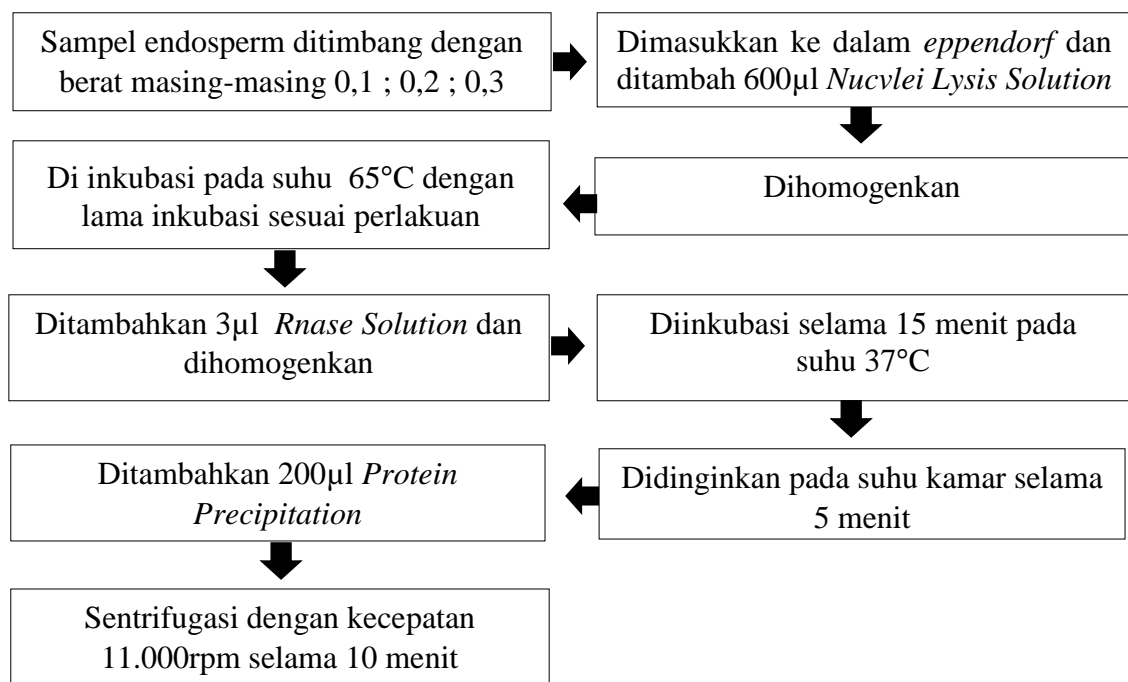 Sampel endosperm ditimbang dengan
berat masing-masing 0,1 ; 0,2 ; 0,3
Dimasukkan ke dalam eppendorf dan
ditambah 600µl Nucvlei Lysis Solution
Dihomogenkan
Di inkubasi pada suhu 65°C dengan
lama inkubasi sesuai perlakuan
Ditambahkan 3µl Rnase Solution dan
dihomogenkan
Diinkubasi selama 15 menit pada
suhu 37°C
Didinginkan pada suhu kamar selama
5 menit
Ditambahkan 200µl Protein
Precipitation
Sentrifugasi dengan kecepatan
11.000rpm selama 10 menit